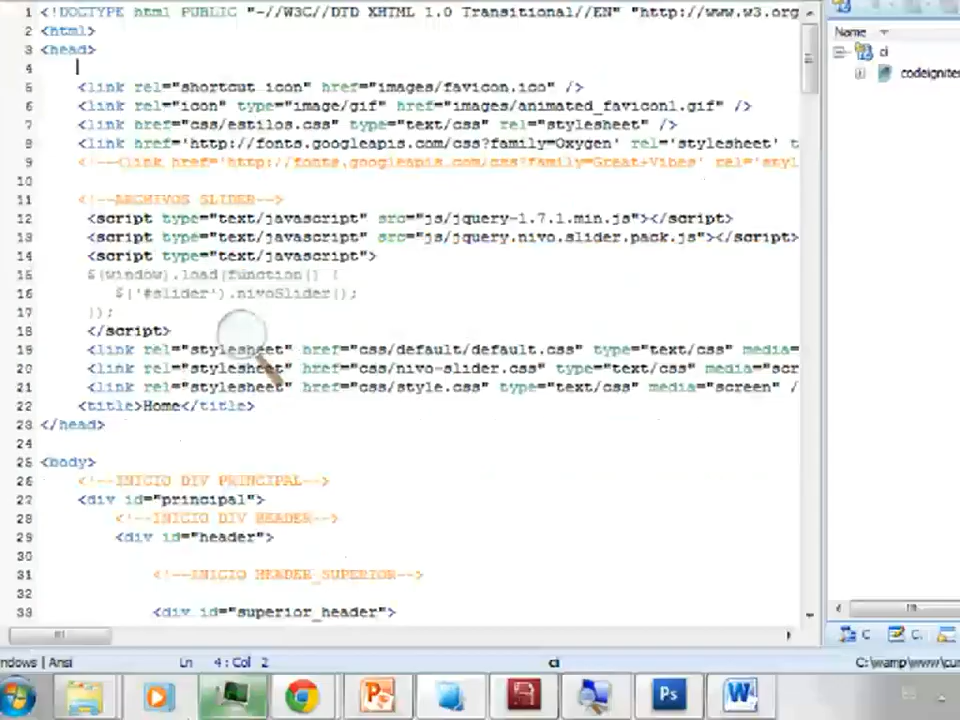 1 <!DOCTYPE html PUBLIC "-//W3C//DTD XHTML 1.0 Transitional//EN" "http://www.w3.org
2 <html>
3 <head>
4
5 <link rel="shortcut icon" href="images/favicon.ico" />
6 <link rel="icon" type="image/gif" href="images/animated_favicon1.gif" />
7 <link href="css/estilos.css" type="text/css" rel="stylesheet" />
8 <link href='http://fonts.googleapis.com/css?family=Oxygen' rel='stylesheet' t
9 <!--<link href='http://fonts.googleapis.com/css?family=Great+Vibes' rel='styl
10
11 <!--ARCHIVOS SLIDER-->
12 <script type="text/javascript" src="js/jquery-1.7.1.min.js"></script>
13 <script type="text/javascript" src="js/jquery.nivo.slider.pack.js"></script>
14 <script type="text/javascript">
15 $(window).load(function() {
16 $('#slider').nivoSlider();
17 });
18 </script>
19 <link rel="stylesheet" href="css/default/default.css" type="text/css" media=
20 <link rel="stylesheet" href="css/nivo-slider.css" type="text/css" media="scr
21 <link rel="stylesheet" href="css/style.css" type="text/css" media="screen" /
22 <title>Home</title>
23 </head>
24
25 <body>
26 <!--INICIO DIV PRINCIPAL-->
27 <div id="principal">
28 <!--INICIO DIV HEADER-->
29 <div id="header">
30
31 <!--INICIO HEADER_SUPERIOR-->
32
33 <div id="superior_header">
Name
ci
codeigniter
C
C.
ndows | Ansi Ln 4 : Col 2 ci C:\wamp\www\cur
Ps
W